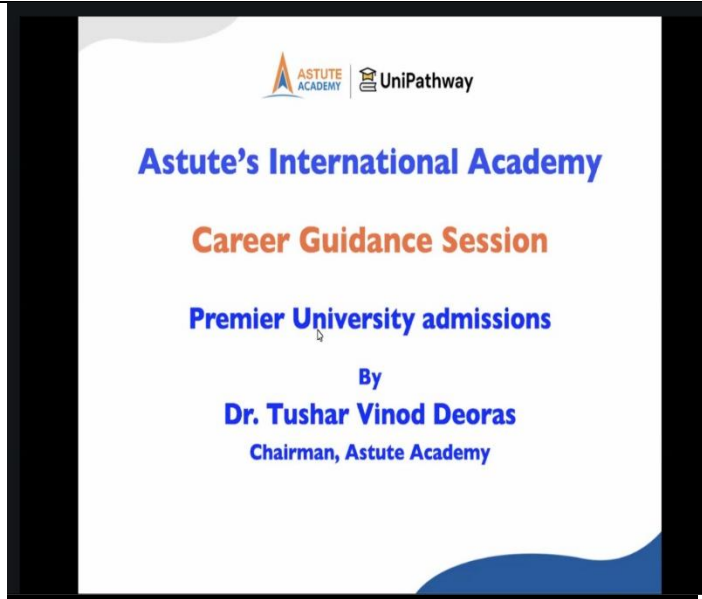 ASTUTE
ACADEMY
UniPathway
Astute's International Academy
Career Guidance Session
Premier University admissions
By
Dr. Tushar Vinod Deoras
Chairman, Astute Academy